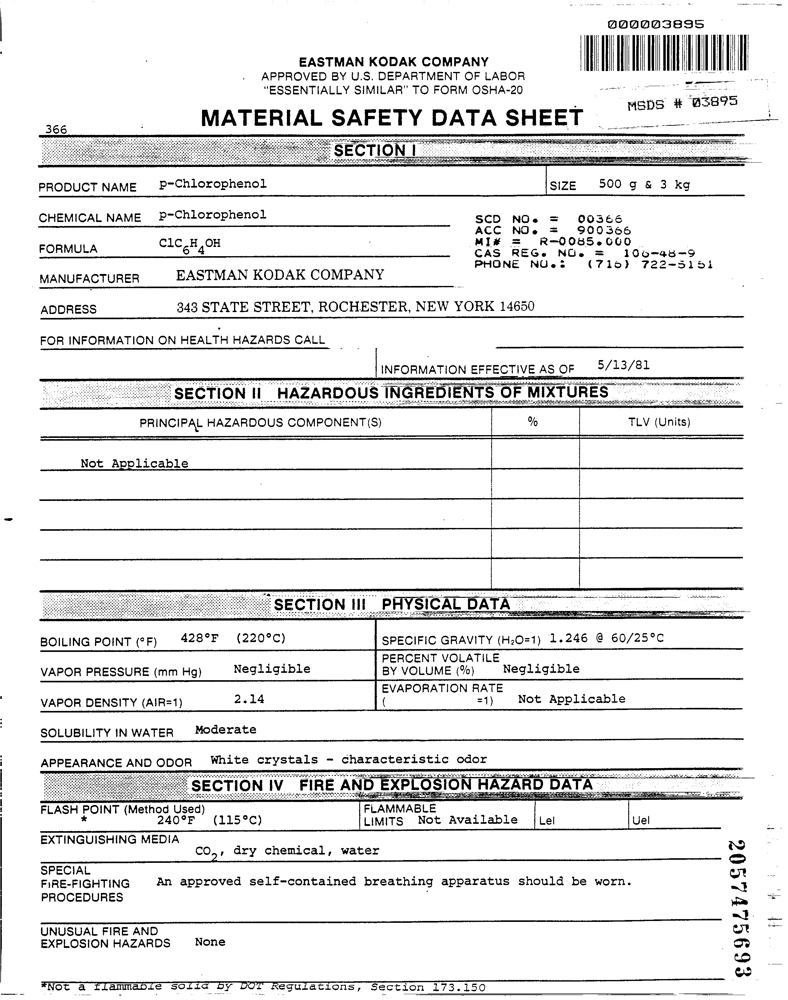 000003895
EASTMAN KODAK COMPANY
APPROVED BY U.S. DEPARTMENT OF LABOR
"ESSENTIALLY SIMILAR" TO FORM OSHA-20
MSDS # 03895
366
MATERIAL SAFETY DATA SHEET
SECTION I
PRODUCT NAME p-Chlorophenol
SIZE 500 g & 3 kg
CHEMICAL NAME p-Chlorophenol
FORMULA ClC6H4OH
SCD NO. = 00366
ACC NO. = 900366
MI# = R-0085.000
CAS REG. NO. = 106-48-9
PHONE NO.: (716) 722-5151
MANUFACTURER EASTMAN KODAK COMPANY
ADDRESS 343 STATE STREET, ROCHESTER, NEW YORK 14650
FOR INFORMATION ON HEALTH HAZARDS CALL
INFORMATION EFFECTIVE AS OF 5/13/81
SECTION II HAZARDOUS INGREDIENTS OF MIXTURES
PRINCIPAL HAZARDOUS COMPONENT(S) % TLV (Units)
Not Applicable
SECTION III PHYSICAL DATA
BOILING POINT (°F) 428°F (220°C)
SPECIFIC GRAVITY (H2O=1) 1.246 @ 60/25°C
VAPOR PRESSURE (mm Hg) Negligible
PERCENT VOLATILE
BY VOLUME (%) Negligible
VAPOR DENSITY (AIR=1) 2.14
EVAPORATION RATE
( =1) Not Applicable
SOLUBILITY IN WATER Moderate
APPEARANCE AND ODOR White crystals - characteristic odor
SECTION IV FIRE AND EXPLOSION HAZARD DATA
FLASH POINT (Method Used)
* 240°F (115°C)
FLAMMABLE
LIMITS Not Available
Lel
Uel
EXTINGUISHING MEDIA
CO2, dry chemical, water
SPECIAL
FIRE-FIGHTING An approved self-contained breathing apparatus should be worn.
PROCEDURES
UNUSUAL FIRE AND
EXPLOSION HAZARDS None
*Not a flammable solid by DOT Regulations, Section 173.150
2057475693